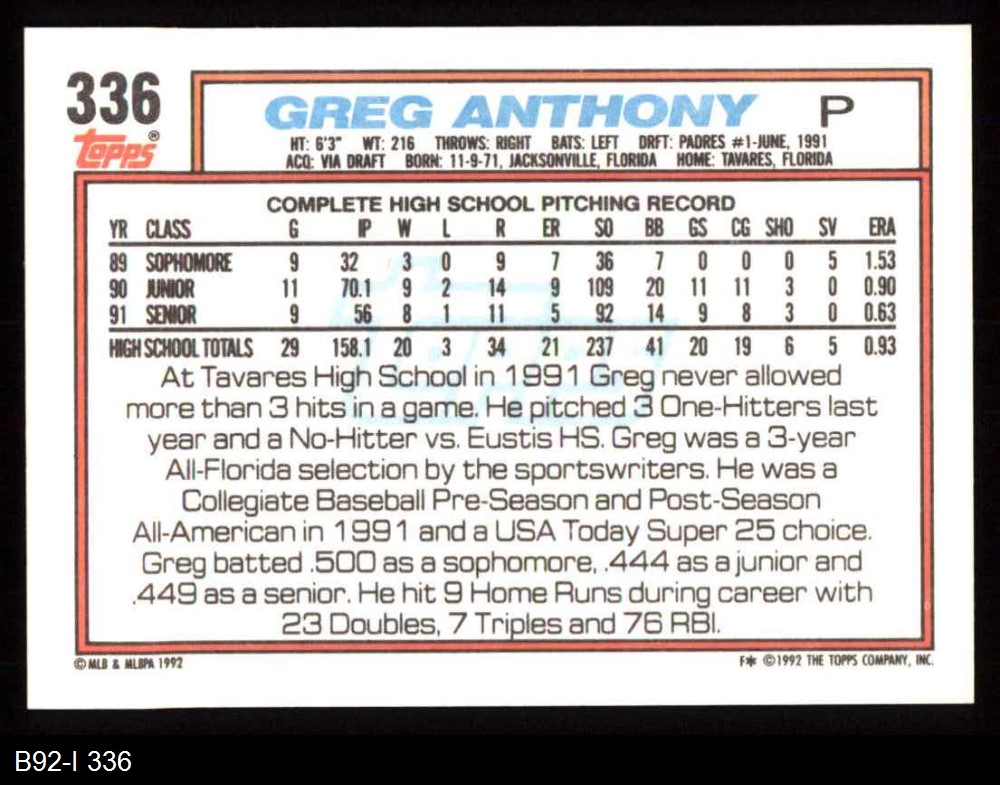 336
Topps®
GREG ANTHONY P
HT: 6'3" WT: 216 THROWS: RIGHT BATS: LEFT DRFT: PADRES #1-JUNE, 1991
ACQ: VIA DRAFT BORN: 11-9-71, JACKSONVILLE, FLORIDA HOME: TAVARES, FLORIDA
COMPLETE HIGH SCHOOL PITCHING RECORD
YR CLASS G IP W L R ER SO BB GS CG SHO SV ERA
89 SOPHOMORE 9 32 3 0 9 7 36 7 0 0 0 5 1.53
90 JUNIOR 11 70.1 9 2 14 9 109 20 11 11 3 0 0.90
91 SENIOR 9 56 8 1 11 5 92 14 9 8 3 0 0.63
HIGH SCHOOL TOTALS 29 158.1 20 3 34 21 237 41 20 19 6 5 0.93
At Tavares High School in 1991 Greg never allowed
more than 3 hits in a game. He pitched 3 One-Hitters last
year and a No-Hitter vs. Eustis HS. Greg was a 3-year
All-Florida selection by the sportswriters. He was a
Collegiate Baseball Pre-Season and Post-Season
All-American in 1991 and a USA Today Super 25 choice.
Greg batted .500 as a sophomore, .444 as a junior and
.449 as a senior. He hit 9 Home Runs during career with
23 Doubles, 7 Triples and 76 RBI.
© MLB & MLBPA 1992 F* ©1992 THE TOPPS COMPANY, INC.
B92-I 336